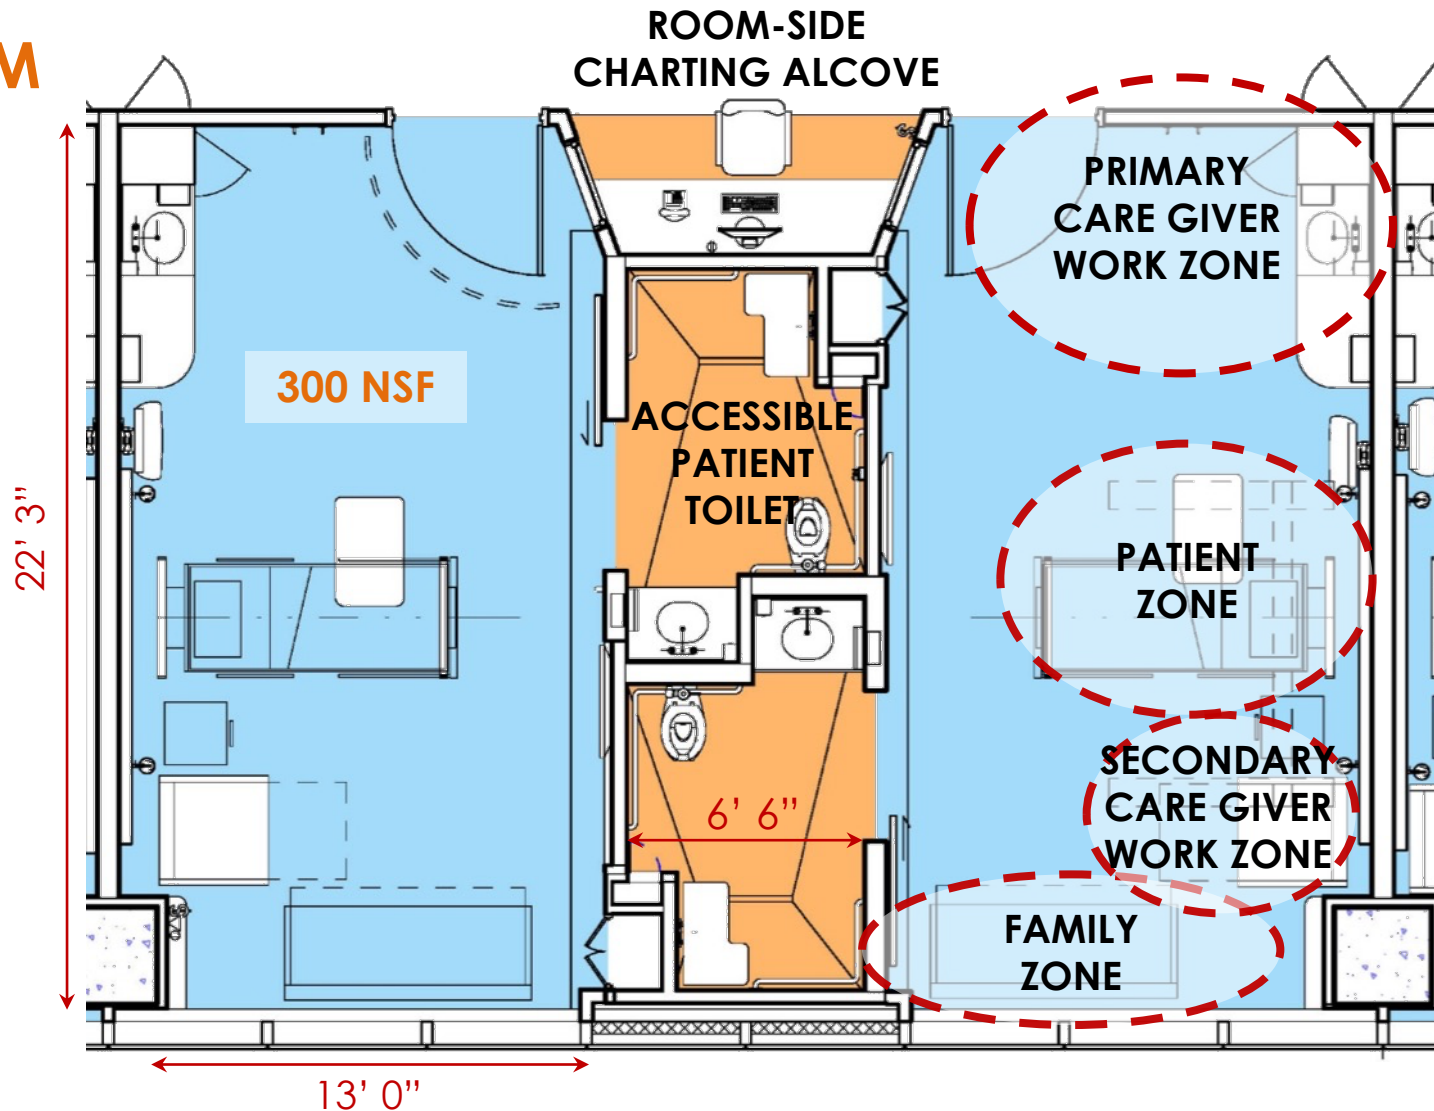 M
ROOM-SIDE
CHARTING ALCOVE
PRIMARY
CARE GIVER
WORK ZONE
300 NSF
ACCESSIBLE
PATIENT
TOILET
22’ 3”
PATIENT
ZONE
SECONDARY
CARE GIVER
WORK ZONE
6’ 6”
FAMILY
ZONE
13’ 0”